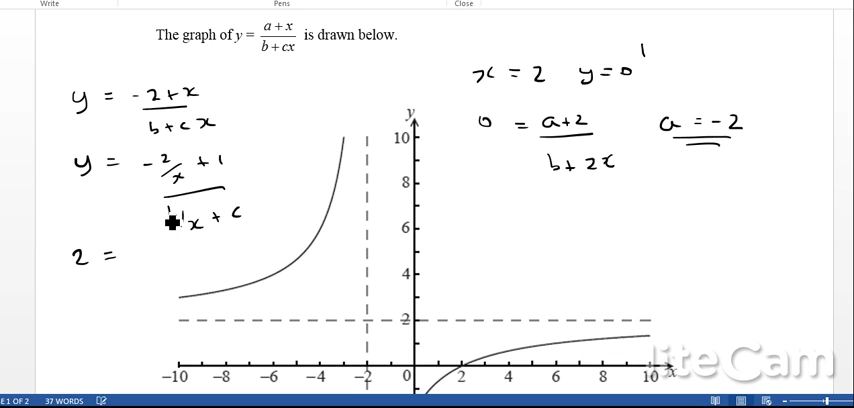 Write Pens Close
The graph of y = (a + x)/(b + cx) is drawn below.
x = 2 y = 0
y = (-2+x)/(b+cx)
0 = (a+2)/(b+2c)
a = -2
y = (-2/x + 1)/(x + c)
2 =
y
10
8
6
4
2
-10 -8 -6 -4 -2 0 2 4 6 8 10 x
liteCam
E 1 OF 2 37 WORDS